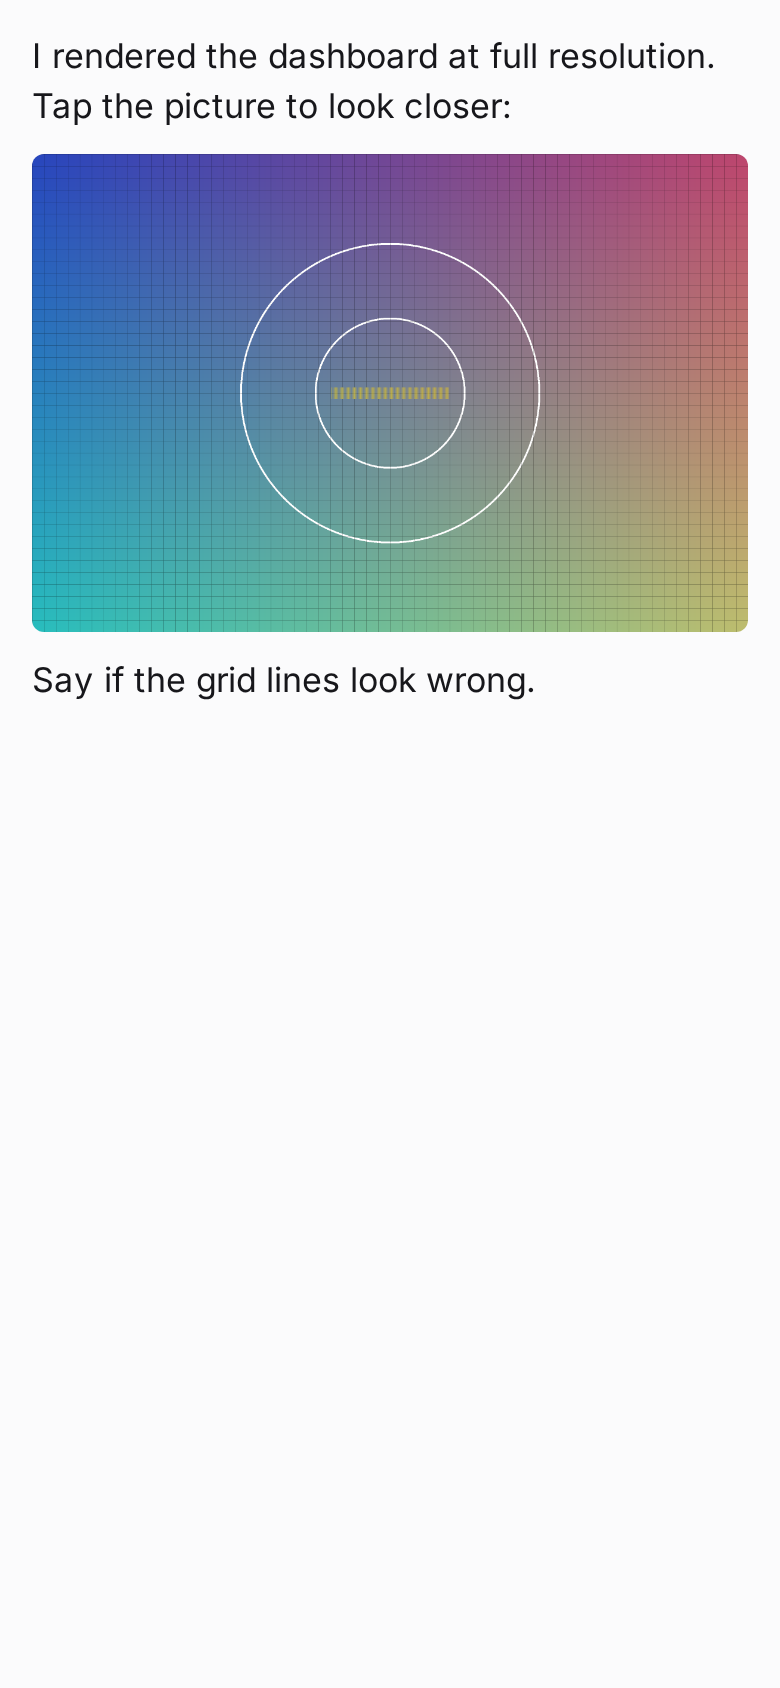 I rendered the dashboard at full resolution.
Tap the picture to look closer:
Say if the grid lines look wrong.